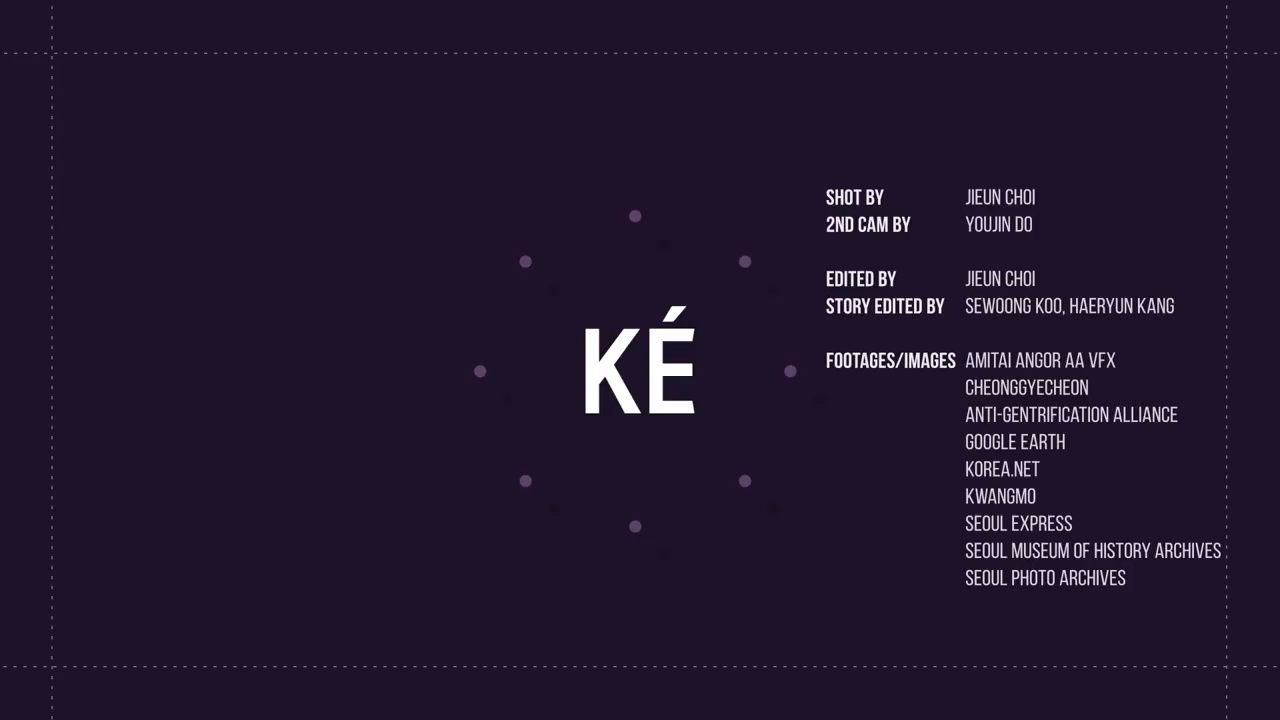 KÉ
SHOT BY JIEUN CHOI
2ND CAM BY YOUJIN DO
EDITED BY JIEUN CHOI
STORY EDITED BY SEWOONG KOO, HAERYUN KANG
FOOTAGES/IMAGES AMITAI ANGOR AA VFX
CHEONGGYECHEON
ANTI-GENTRIFICATION ALLIANCE
GOOGLE EARTH
KOREA.NET
KWANGMO
SEOUL EXPRESS
SEOUL MUSEUM OF HISTORY ARCHIVES
SEOUL PHOTO ARCHIVES